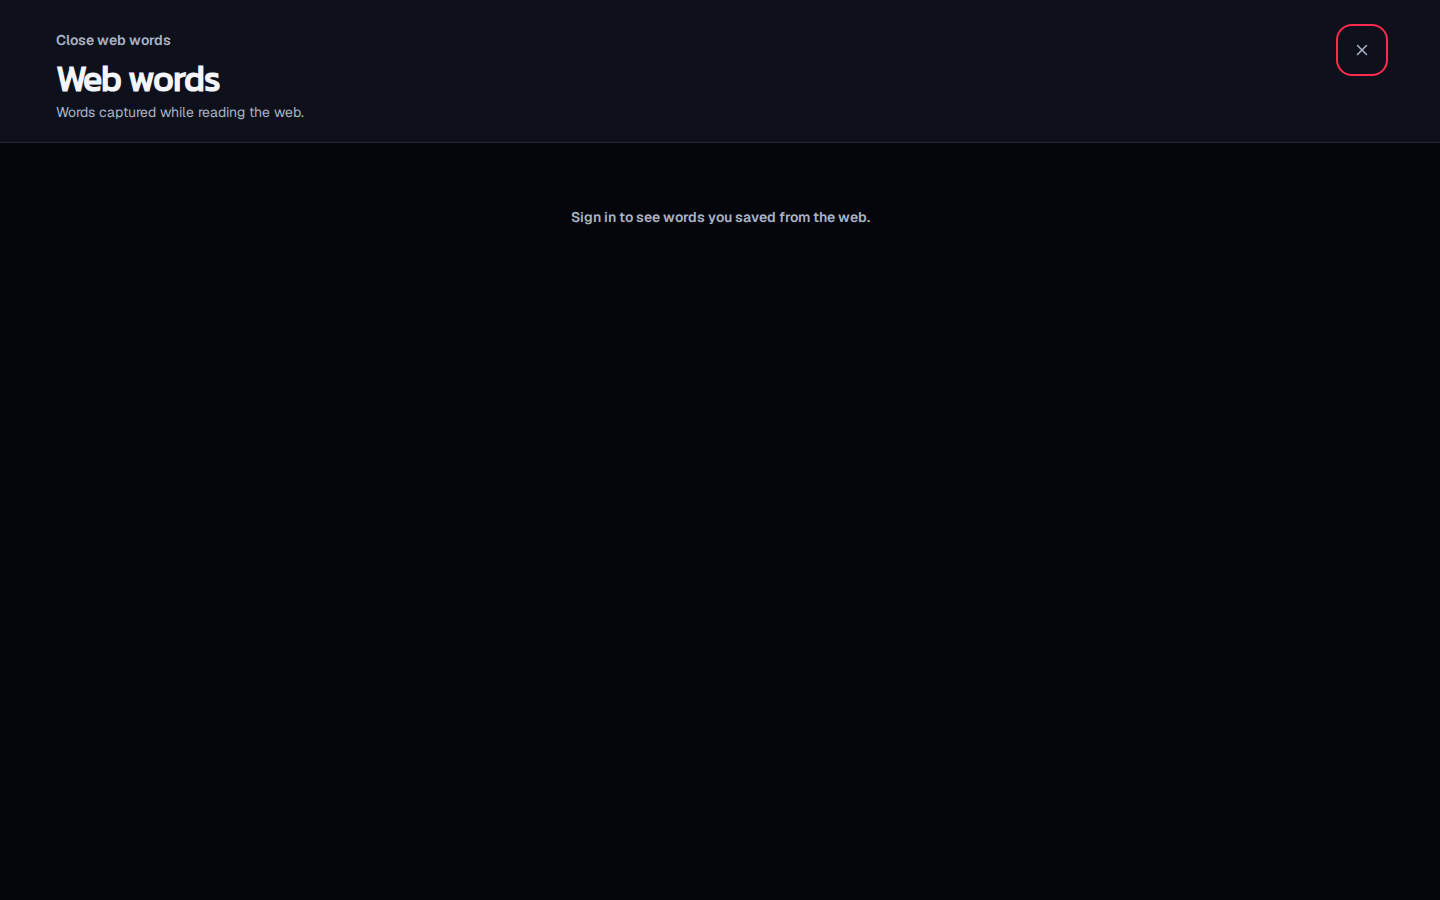 Close web words
Web words
Words captured while reading the web.
Sign in to see words you saved from the web.